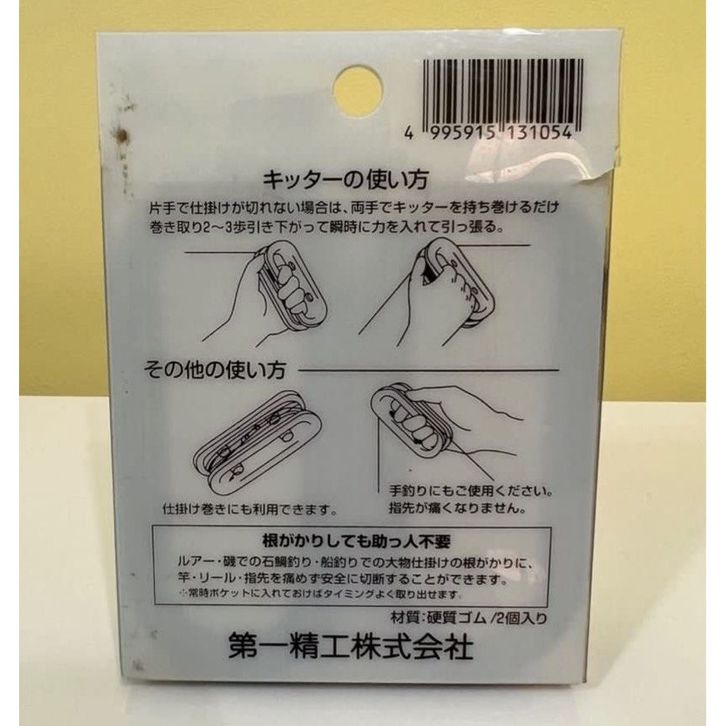 4 995915 131054
キッターの使い方
片手で仕掛けが切れない場合は、両手でキッターを持ち巻けるだけ
巻き取り2〜3歩引き下がって瞬時に力を入れて引っ張る。
その他の使い方
仕掛け巻きにも利用できます。
手釣りにもご使用ください。
指先が痛くなりません。
根がかりしても助っ人不要
ルアー・磯での石鯛釣り・船釣りでの大物仕掛けの根がかりに、
竿・リール・指先を痛めず安全に切断することができます。
※常時ポケットに入れておけばタイミングよく取り出せます。
材質：硬質ゴム/2個入り
第一精工株式会社